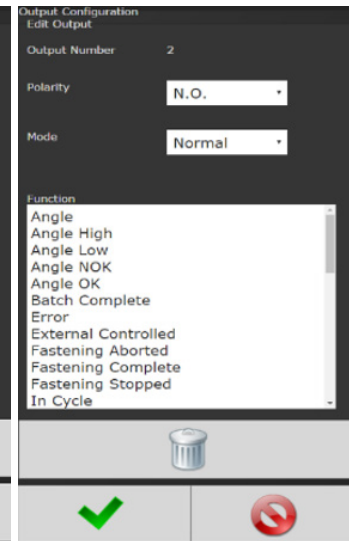 Output Configuration
Edit Output
Output Number 2
Polarity N.O.
Mode Normal
Function
Angle
Angle High
Angle Low
Angle NOK
Angle OK
Batch Complete
Error
External Controlled
Fastening Aborted
Fastening Complete
Fastening Stopped
In Cycle